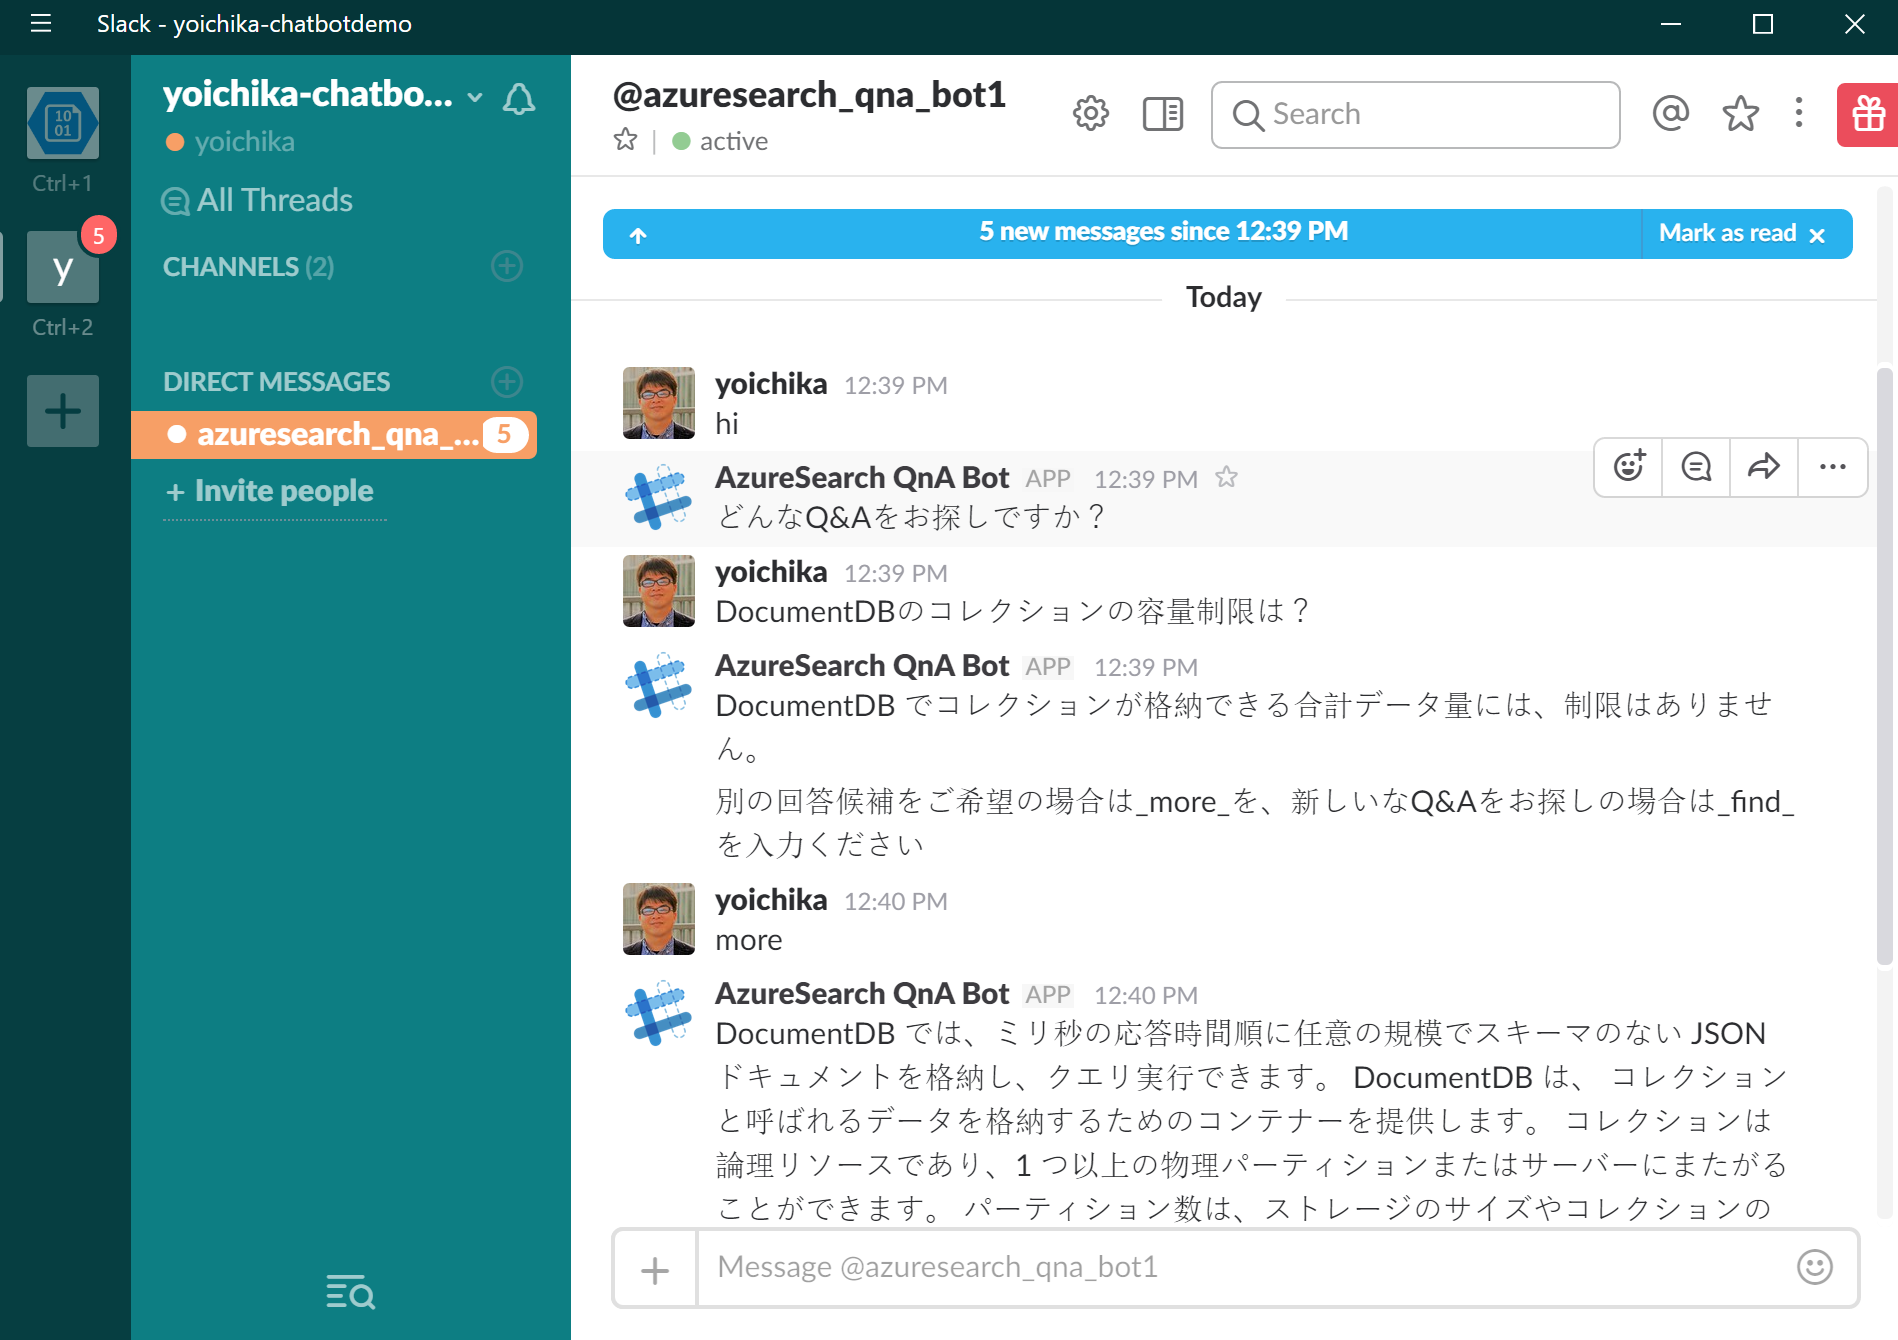 Slack - yoichika-chatbotdemo
10
01
Ctrl+1
5
y
Ctrl+2
yoichika-chatbo...
yoichika
All Threads
CHANNELS (2)
DIRECT MESSAGES
azuresearch_qna_... 5
+ Invite people
@azuresearch_qna_bot1
active
Search
5 new messages since 12:39 PM
Mark as read
Today
yoichika 12:39 PM
hi
AzureSearch QnA Bot APP 12:39 PM
どんなQ&Aをお探しですか？
yoichika 12:39 PM
DocumentDBのコレクションの容量制限は？
AzureSearch QnA Bot APP 12:39 PM
DocumentDB でコレクションが格納できる合計データ量には、制限はありませ
ん。
別の回答候補をご希望の場合は_more_を、新しいなQ&Aをお探しの場合は_find_
を入力ください
yoichika 12:40 PM
more
AzureSearch QnA Bot APP 12:40 PM
DocumentDB では、ミリ秒の応答時間順に任意の規模でスキーマのない JSON
ドキュメントを格納し、クエリ実行できます。 DocumentDB は、 コレクション
と呼ばれるデータを格納するためのコンテナーを提供します。 コレクションは
論理リソースであり、1 つ以上の物理パーティションまたはサーバーにまたがる
ことができます。 パーティション数は、ストレージのサイズやコレクションの
Message @azuresearch_qna_bot1